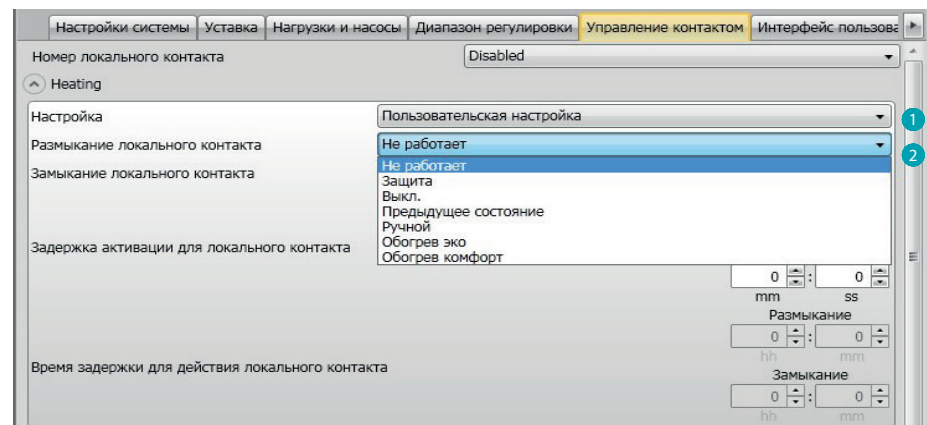 Настройки системы Уставка Нагрузки и насосы Диапазон регулировки Управление контактом Интерфейс пользова
Номер локального контакта Disabled
Heating
Настройка Пользовательская настройка 1
Размыкание локального контакта Не работает 2
Не работает
Замыкание локального контакта Защита
Выкл.
Предыдущее состояние
Ручной
Задержка активации для локального контакта Обогрев эко
Обогрев комфорт
0 : 0
mm ss
Размыкание
0 : 0
hh mm
Время задержки для действия локального контакта Замыкание
0 : 0
hh mm